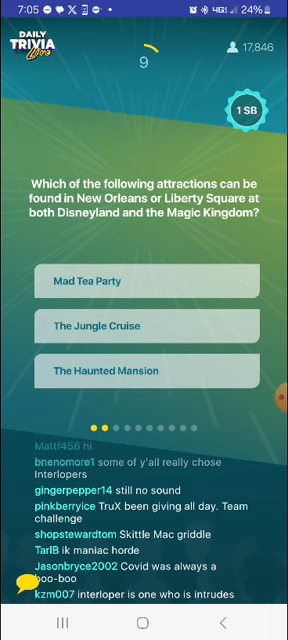 7:05
24%
DAILY
TRIVIA
Live
9
17,846
1 SB
Which of the following attractions can be
found in New Orleans or Liberty Square at
both Disneyland and the Magic Kingdom?
Mad Tea Party
The Jungle Cruise
The Haunted Mansion
Mattf456 hi
bnenomore1 some of y'all really chose
Interlopers
gingerpepper14 still no sound
pinkberryice TruX been giving all day. Team
challenge
shopstewardtom Skittle Mac griddle
TarlB ik maniac horde
Jasonbryce2002 Covid was always a
boo-boo
kzm007 interloper is one who is intrudes